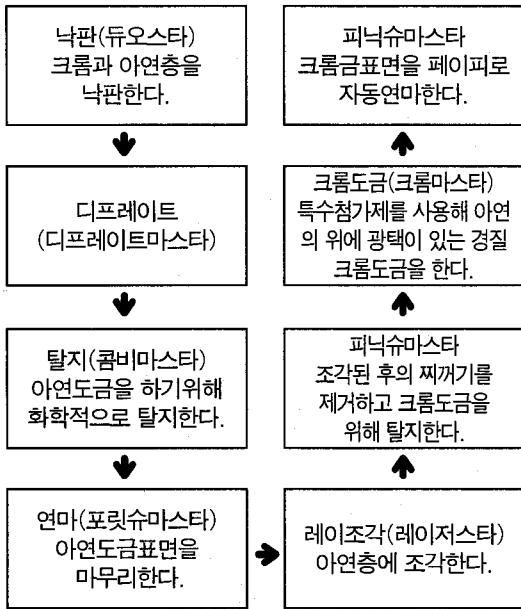 낙판(듀오스타)
크롬과 아연층을
낙판한다.
디프레이트
(디프레이트마스타)
탈지(콤비마스타)
아연도금을 하기위해
화학적으로 탈지한다.
연마(포릿슈마스타)
아연도금표면을
마무리한다.
레이조각(레이저스타)
아연층에 조각한다.
피닉슈마스타
조각된 후의 찌꺼기를
제거하고 크롬도금을
위해 탈지한다.
크롬도금(크롬마스타)
특수첨가제를 사용해 아연
의 위에 광택이 있는 경질
크롬도금을 한다.
피닉슈마스타
크롬금표면을 페이피로
자동연마한다.